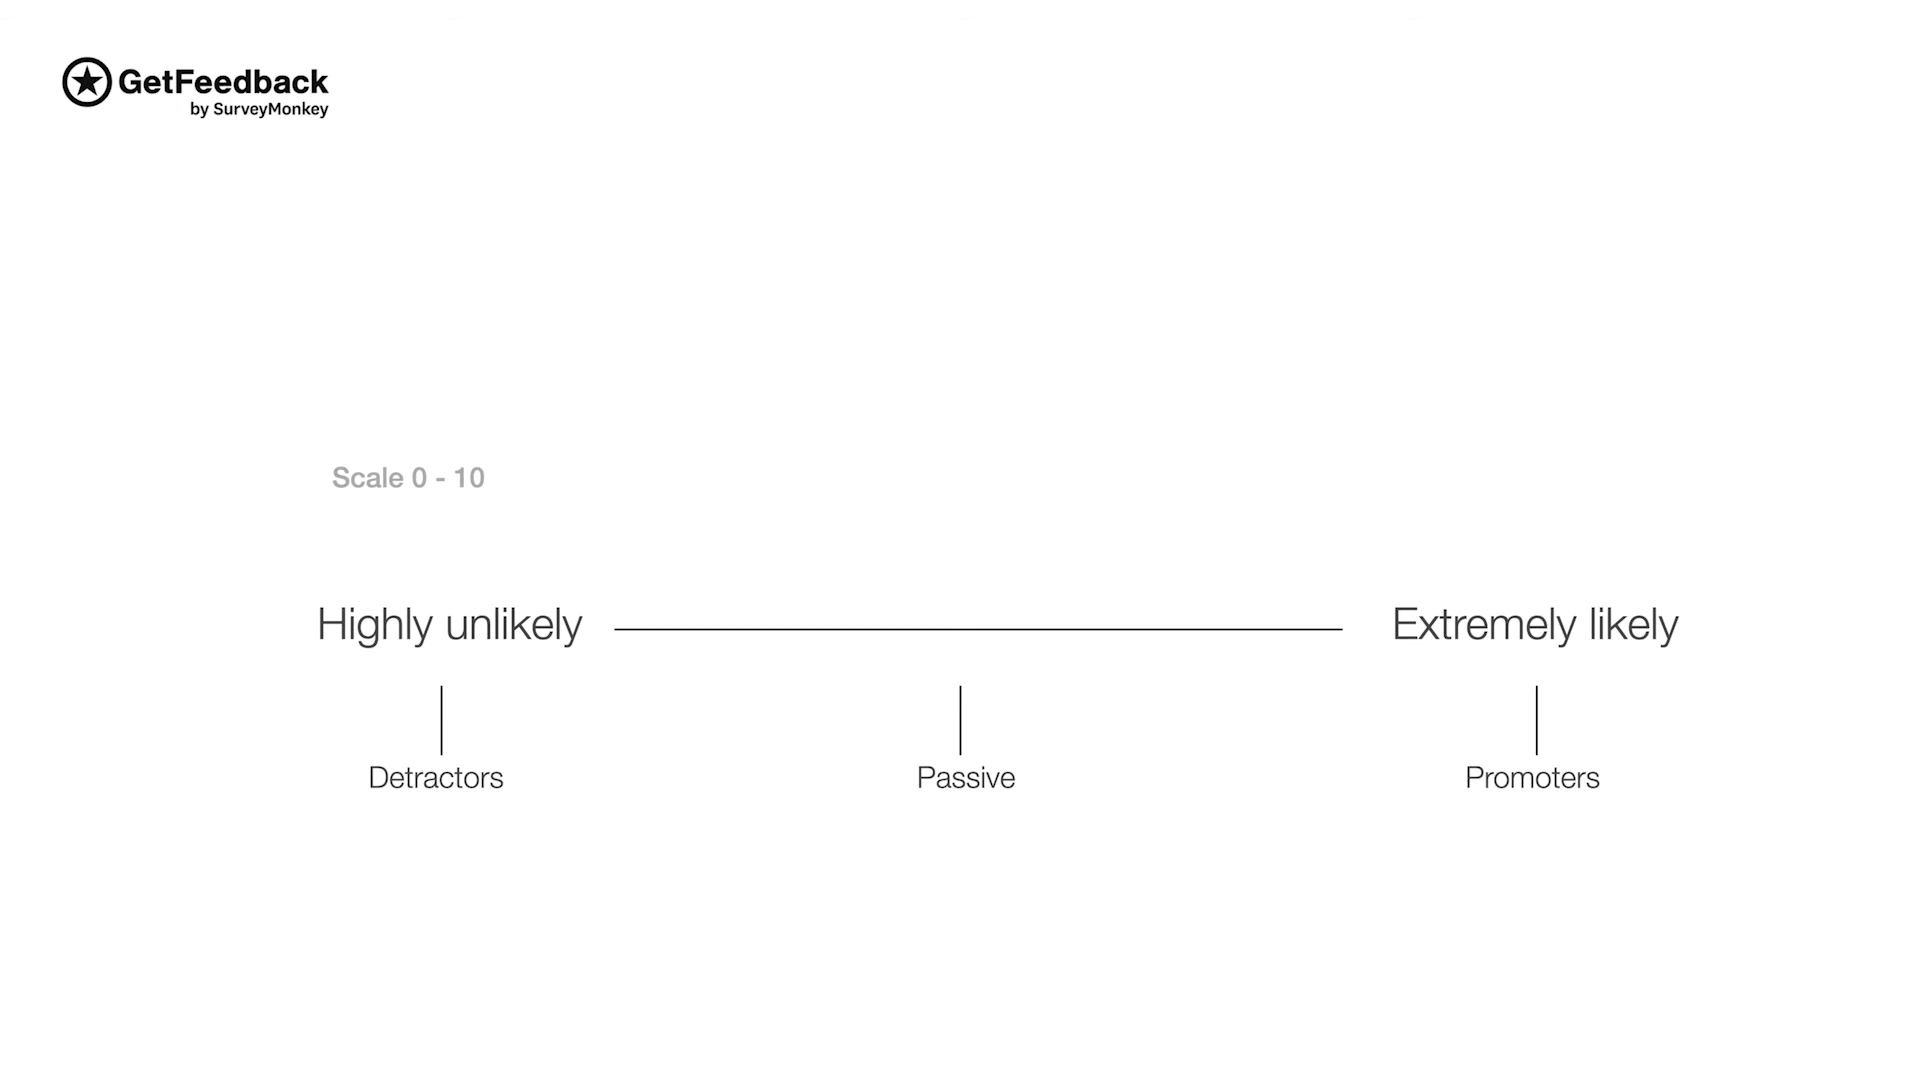 GetFeedback
by SurveyMonkey
Scale 0 - 10
Highly unlikely
Extremely likely
Detractors
Passive
Promoters